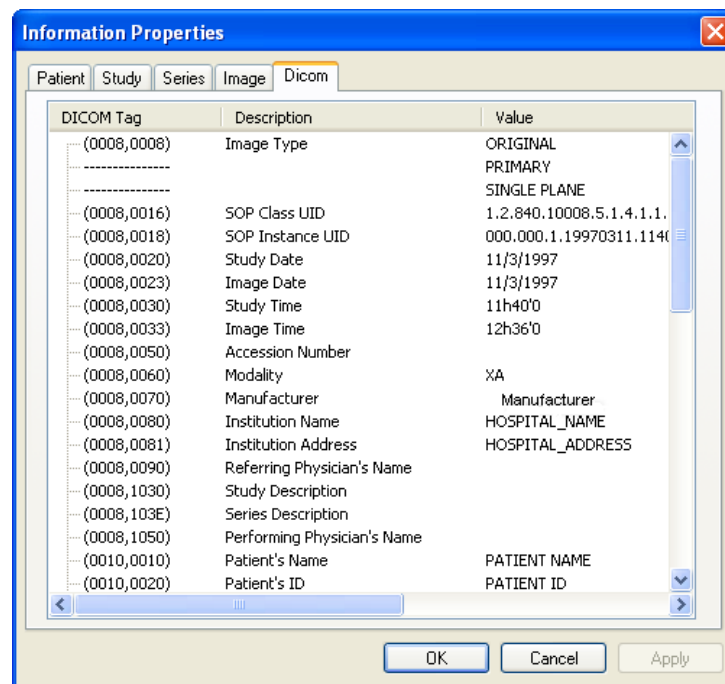 Information Properties
Patient Study Series Image Dicom
DICOM Tag Description Value
(0008,0008) Image Type ORIGINAL
--------------- PRIMARY
--------------- SINGLE PLANE
(0008,0016) SOP Class UID 1.2.840.10008.5.1.4.1.1.
(0008,0018) SOP Instance UID 000.000.1.19970311.114(
(0008,0020) Study Date 11/3/1997
(0008,0023) Image Date 11/3/1997
(0008,0030) Study Time 11h40'0
(0008,0033) Image Time 12h36'0
(0008,0050) Accession Number
(0008,0060) Modality XA
(0008,0070) Manufacturer Manufacturer
(0008,0080) Institution Name HOSPITAL_NAME
(0008,0081) Institution Address HOSPITAL_ADDRESS
(0008,0090) Referring Physician's Name
(0008,1030) Study Description
(0008,103E) Series Description
(0008,1050) Performing Physician's Name
(0010,0010) Patient's Name PATIENT NAME
(0010,0020) Patient's ID PATIENT ID
OK Cancel Apply